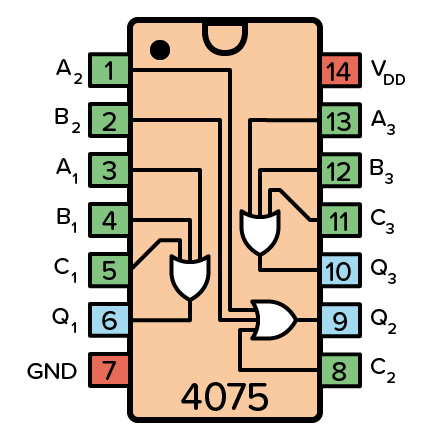 A2 1 14 VDD
B2 2 13 A3
A1 3 12 B3
B1 4 11 C3
C1 5 10 Q3
Q1 6 9 Q2
GND 7 8 C2
4075